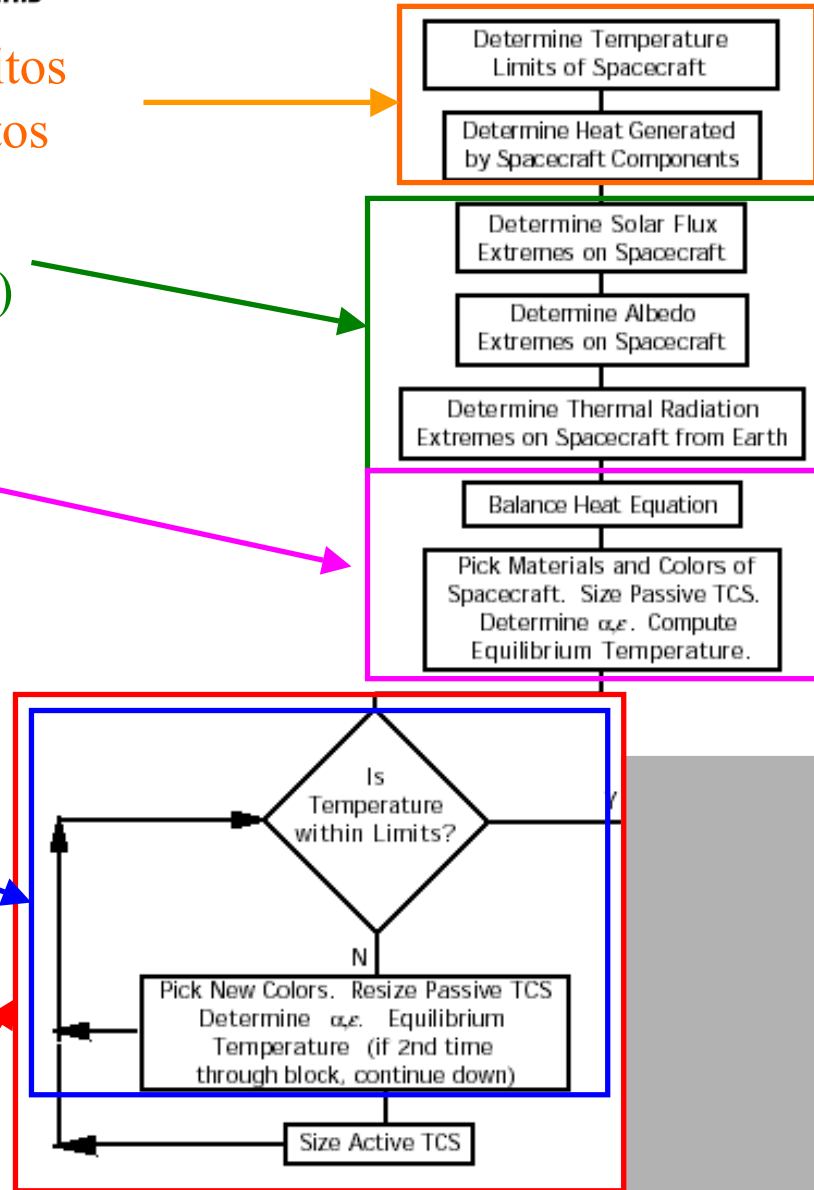 itos
tos
)
Determine Temperature
Limits of Spacecraft
Determine Heat Generated
by Spacecraft Components
Determine Solar Flux
Extremes on Spacecraft
Determine Albedo
Extremes on Spacecraft
Determine Thermal Radiation
Extremes on Spacecraft from Earth
Balance Heat Equation
Pick Materials and Colors of
Spacecraft. Size Passive TCS.
Determine α,ε. Compute
Equilibrium Temperature.
Is
Temperature
within Limits?
Y
N
Pick New Colors. Resize Passive TCS
Determine α,ε. Equilibrium
Temperature (if 2nd time
through block, continue down)
Size Active TCS